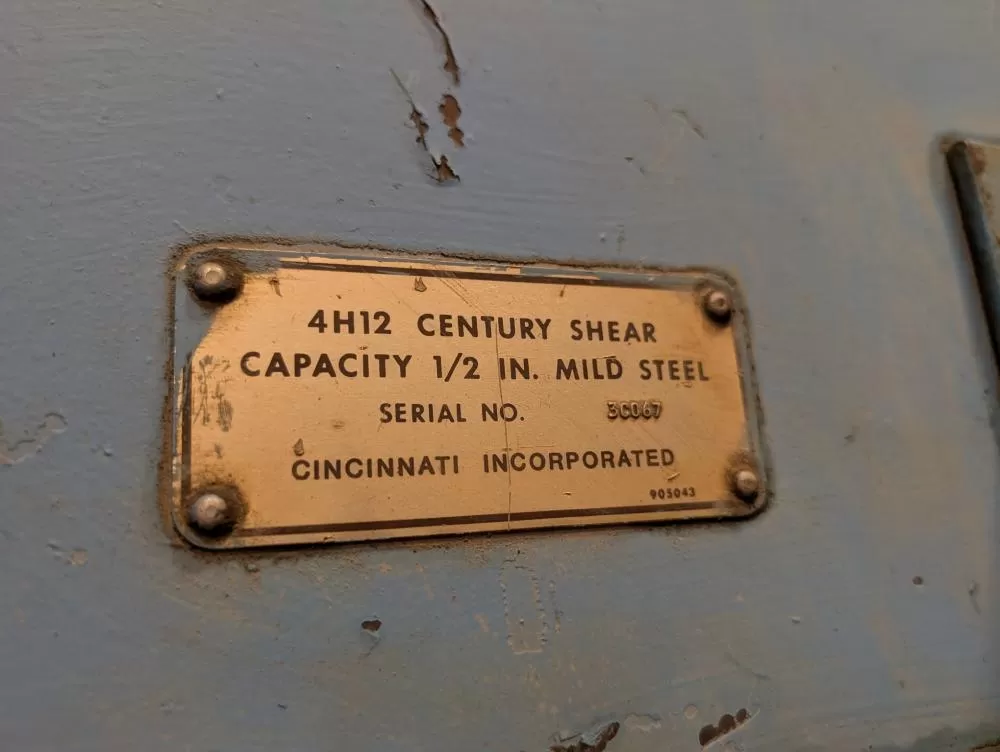 4H12 CENTURY SHEAR
CAPACITY 1/2 IN. MILD STEEL
SERIAL NO. 3C067
CINCINNATI INCORPORATED
905043